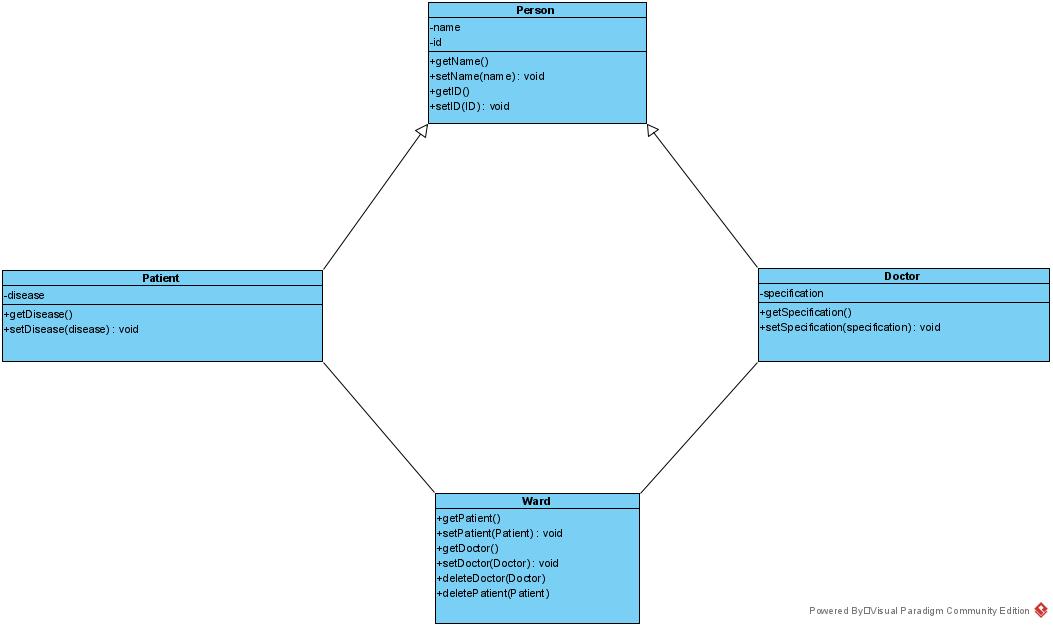 Person
-name
-id
+getName()
+setName(name) : void
+getID()
+setID(ID) : void
Patient
-disease
+getDisease()
+setDisease(disease) : void
Doctor
-specification
+getSpecification()
+setSpecification(specification) : void
Ward
+getPatient()
+setPatient(Patient) : void
+getDoctor()
+setDoctor(Doctor) : void
+deleteDoctor(Doctor)
+deletePatient(Patient)
Powered By□Visual Paradigm Community Edition